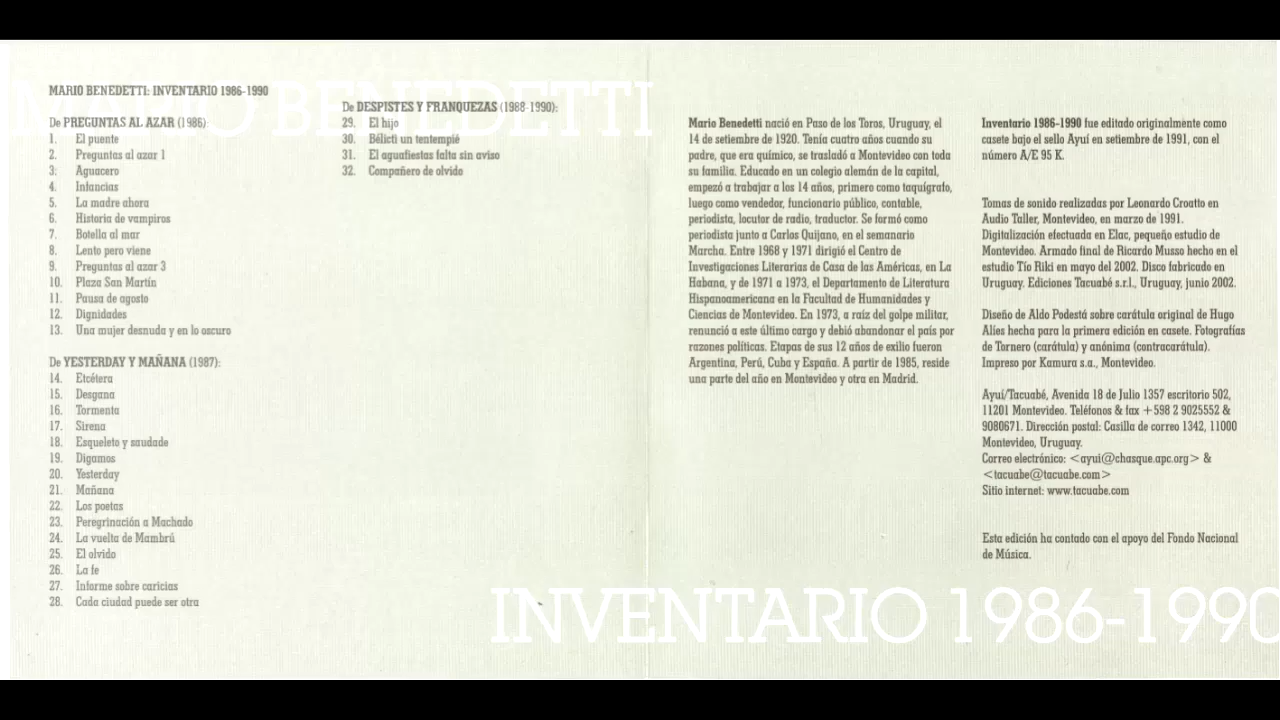 MARIO BENEDETTI
MARIO BENEDETTI: INVENTARIO 1986-1990
De PREGUNTAS AL AZAR (1986)
1. El puente
2. Preguntas al azar 1
3. Aguacero
4. Infancias
5. La madre ahora
6. Historia de vampiros
7. Botella al mar
8. Lento pero viene
9. Preguntas al azar 3
10. Plaza San Martín
11. Pausa de agosto
12. Dignidades
13. Una mujer desnuda y en lo oscuro
De YESTERDAY Y MAÑANA (1987):
14. Etcétera
15. Desgana
16. Tormenta
17. Sirena
18. Esqueleto y saudade
19. Digamos
20. Yesterday
21. Mañana
22. Los poetas
23. Peregrinación a Machado
24. La vuelta de Mambrú
25. El olvido
26. La fe
27. Informe sobre caricias
28. Cada ciudad puede ser otra
De DESPISTES Y FRANQUEZAS (1988-1990):
29. El hijo
30. Bélicti un tentempié
31. El aguafiestas falta sin aviso
32. Compañero de olvido
Mario Benedetti nació en Paso de los Toros, Uruguay, el
14 de setiembre de 1920. Tenía cuatro años cuando su
padre, que era químico, se trasladó a Montevideo con toda
su familia. Educado en un colegio alemán de la capital,
empezó a trabajar a los 14 años, primero como taquígrafo,
luego como vendedor, funcionario público, contable,
periodista, locutor de radio, traductor. Se formó como
periodista junto a Carlos Quijano, en el semanario
Marcha. Entre 1968 y 1971 dirigió el Centro de
Investigaciones Literarias de Casa de las Américas, en La
Habana, y de 1971 a 1973, el Departamento de Literatura
Hispanoamericana en la Facultad de Humanidades y
Ciencias de Montevideo. En 1973, a raíz del golpe militar,
renunció a este último cargo y debió abandonar el país por
razones políticas. Etapas de sus 12 años de exilio fueron
Argentina, Perú, Cuba y España. A partir de 1985, reside
una parte del año en Montevideo y otra en Madrid.
Inventario 1986-1990 fue editado originalmente como
casete bajo el sello Ayuí en setiembre de 1991, con el
número A/E 95 K.
Tomas de sonido realizadas por Leonardo Croatto en
Audio Taller, Montevideo, en marzo de 1991.
Digitalización efectuada en Elac, pequeño estudio de
Montevideo. Armado final de Ricardo Musso hecho en el
estudio Tío Riki en mayo del 2002. Disco fabricado en
Uruguay. Ediciones Tacuabé s.r.l., Uruguay, junio 2002.
Diseño de Aldo Podestá sobre carátula original de Hugo
Alíes hecha para la primera edición en casete. Fotografías
de Tornero (carátula) y anónima (contracarátula).
Impreso por Kamura s.a., Montevideo.
Ayuí/Tacuabé, Avenida 18 de Julio 1357 escritorio 502,
11201 Montevideo. Teléfonos & fax +598 2 9025552 &
9080671. Dirección postal: Casilla de correo 1342, 11000
Montevideo, Uruguay.
Correo electrónico: <ayui@chasque.apc.org> &
<tacuabe@tacuabe.com>
Sitio internet: www.tacuabe.com
Esta edición ha contado con el apoyo del Fondo Nacional
de Música.
INVENTARIO 1986-1990